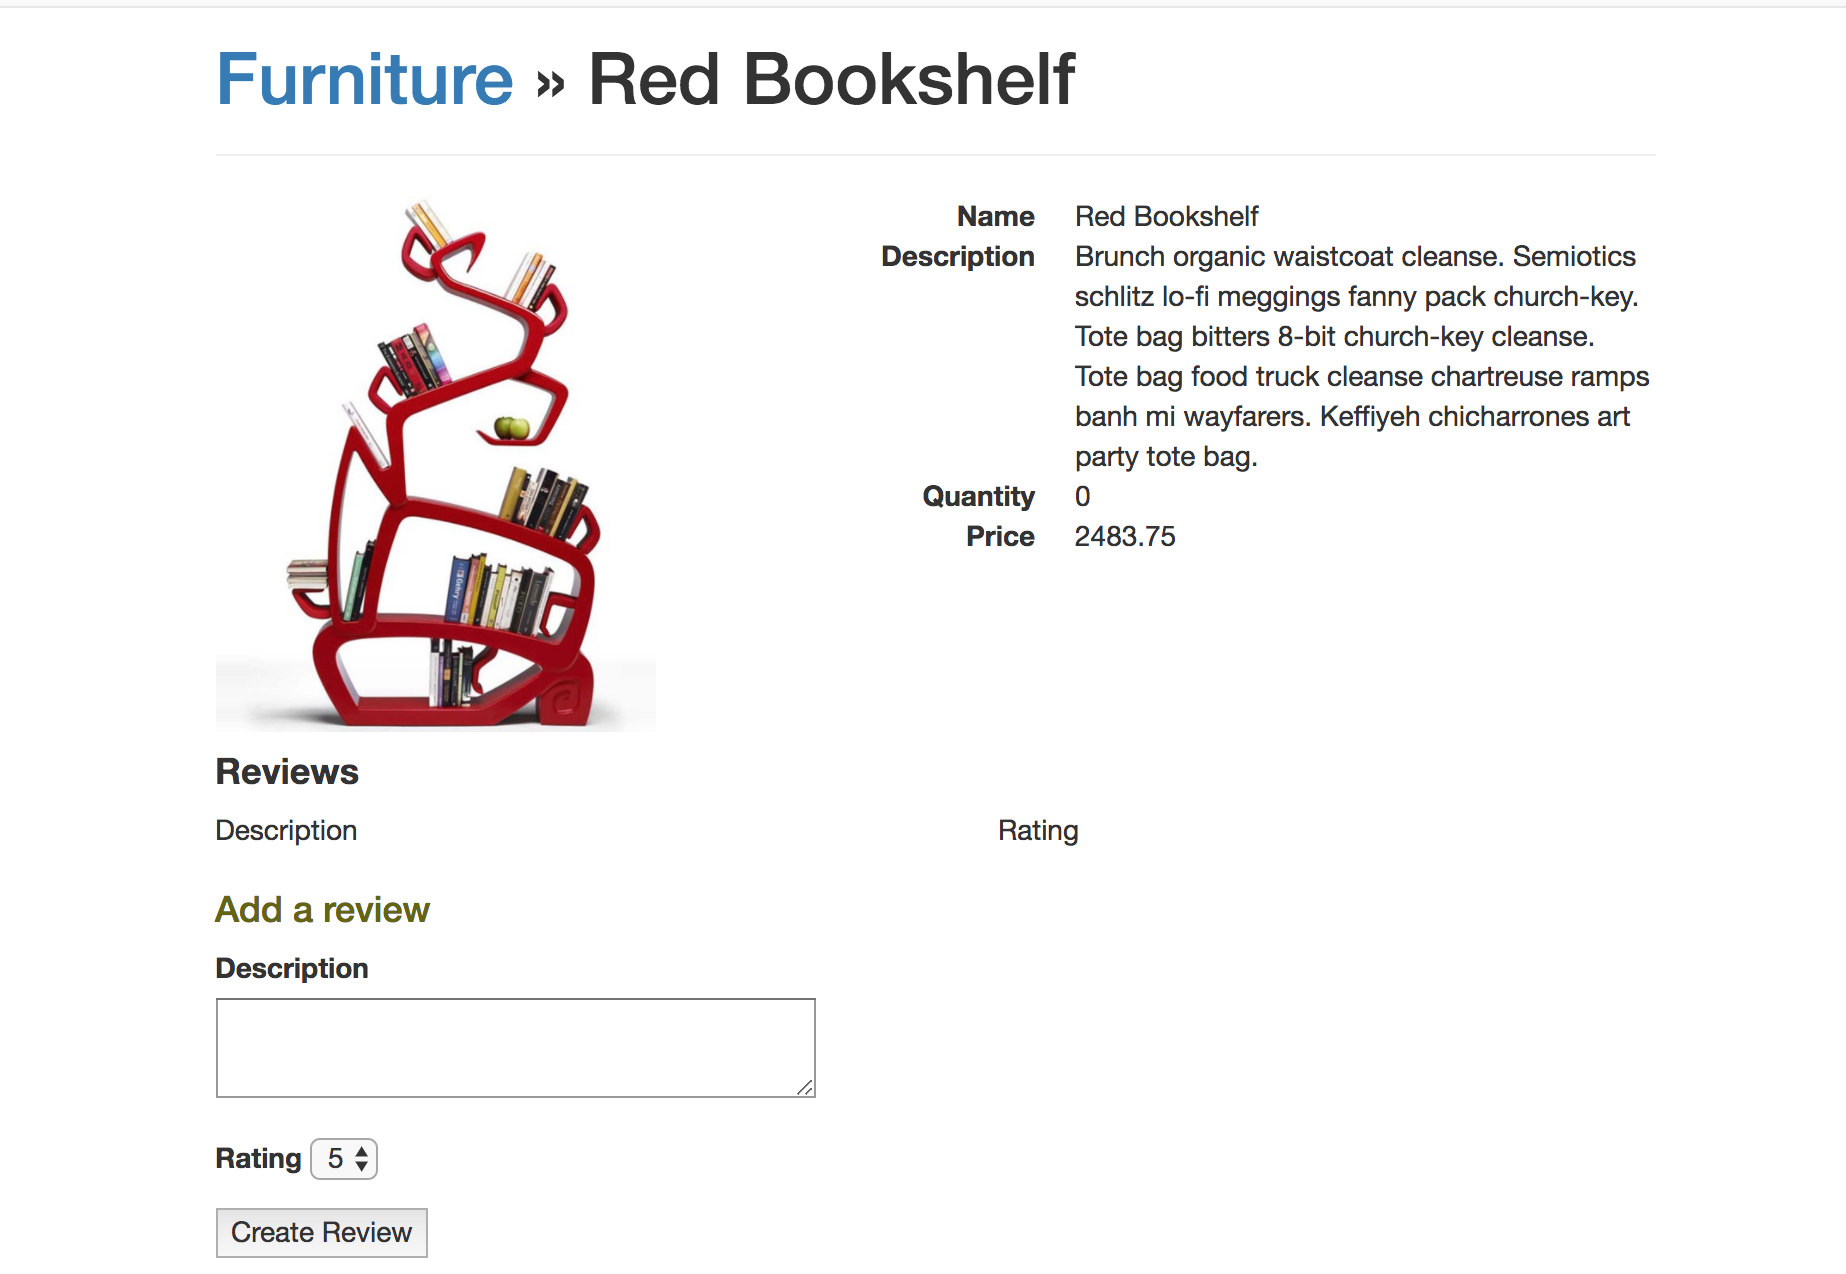 Furniture » Red Bookshelf
Name Red Bookshelf
Description Brunch organic waistcoat cleanse. Semiotics
schlitz lo-fi meggings fanny pack church-key.
Tote bag bitters 8-bit church-key cleanse.
Tote bag food truck cleanse chartreuse ramps
banh mi wayfarers. Keffiyeh chicharrones art
party tote bag.
Quantity 0
Price 2483.75
Reviews
Description Rating
Add a review
Description
Rating 5
Create Review